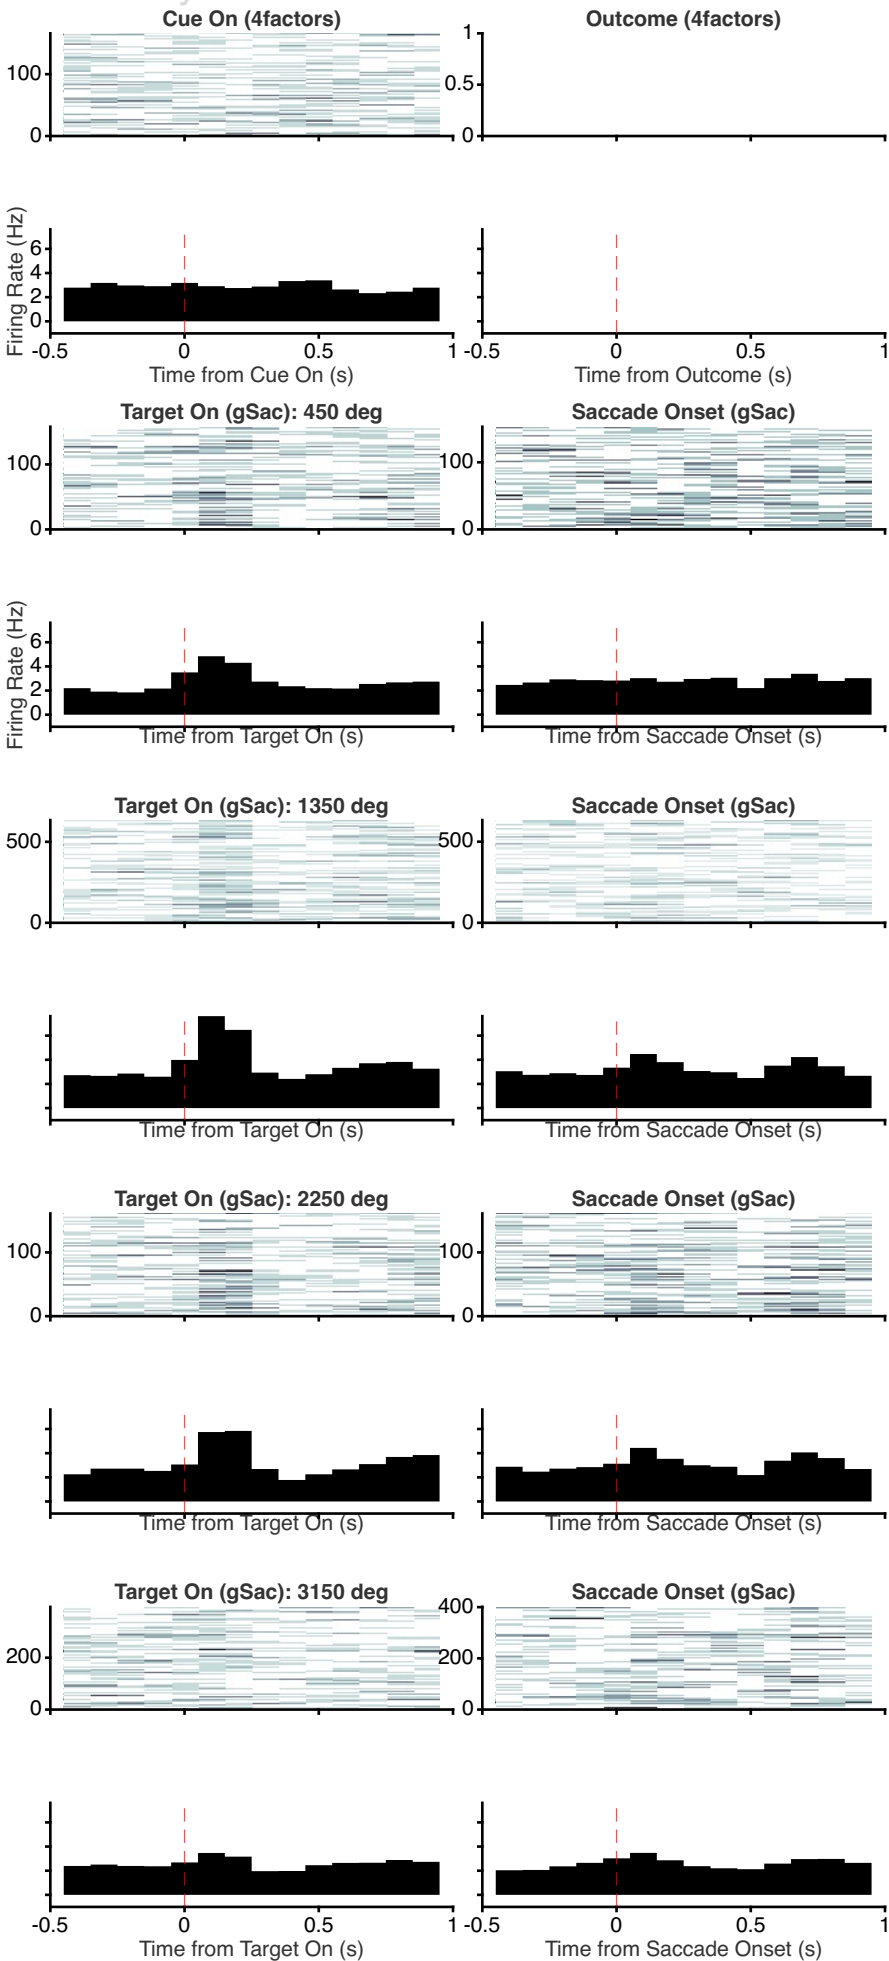 Cue On (4factors)
Outcome (4factors)
100
0
1
0.5
0
Firing Rate (Hz)
6
4
2
0
-0.5 0 0.5 1
-0.5 0 0.5 1
Time from Cue On (s)
Time from Outcome (s)
Target On (gSac): 450 deg
Saccade Onset (gSac)
100
0
100
0
Firing Rate (Hz)
6
4
2
0
Time from Target On (s)
Time from Saccade Onset (s)
Target On (gSac): 1350 deg
Saccade Onset (gSac)
500
0
500
0
Time from Target On (s)
Time from Saccade Onset (s)
Target On (gSac): 2250 deg
Saccade Onset (gSac)
100
0
100
0
Time from Target On (s)
Time from Saccade Onset (s)
Target On (gSac): 3150 deg
Saccade Onset (gSac)
200
0
400
200
0
-0.5 0 0.5 1
-0.5 0 0.5 1
Time from Target On (s)
Time from Saccade Onset (s)